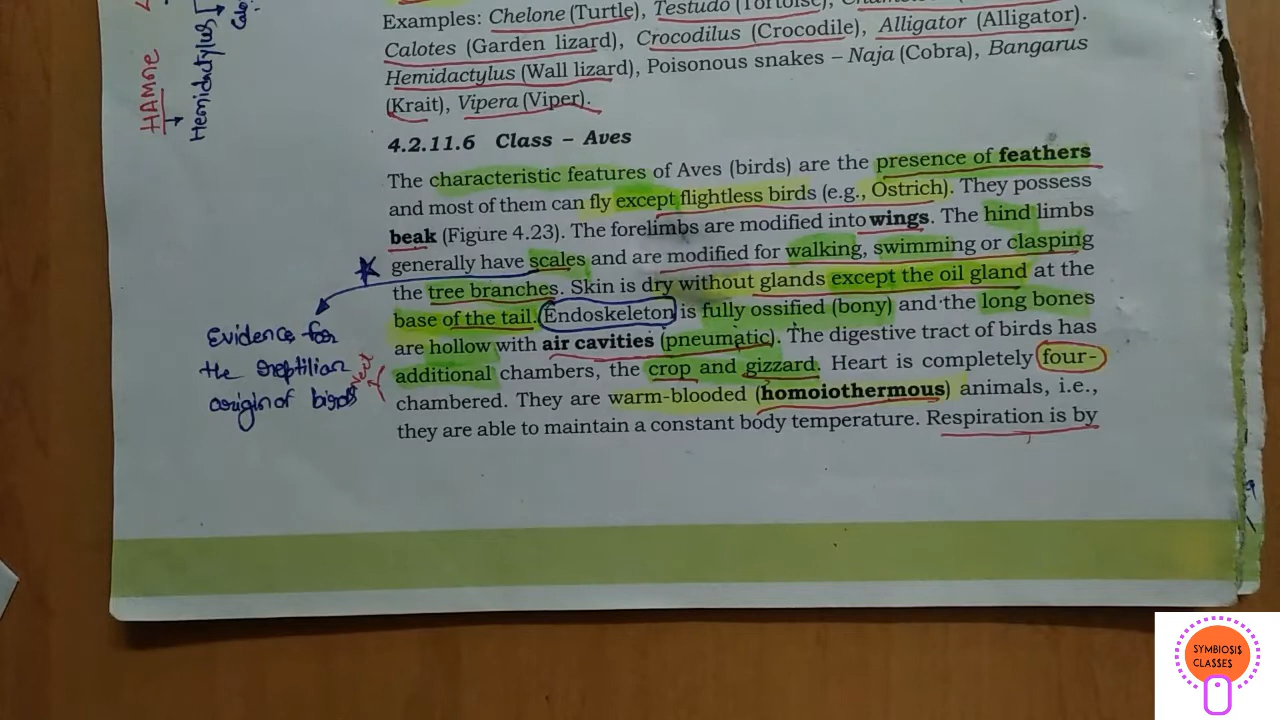 Examples: Chelone (Turtle), Testudo (Tortoise),
Calotes (Garden lizard), Crocodilus (Crocodile), Alligator (Alligator).
Hemidactylus (Wall lizard), Poisonous snakes – Naja (Cobra), Bangarus
(Krait), Vipera (Viper).
HAMNe
Hemidactylus
Calo
4.2.11.6 Class – Aves
The characteristic features of Aves (birds) are the presence of feathers
and most of them can fly except flightless birds (e.g., Ostrich). They possess
beak (Figure 4.23). The forelimbs are modified into wings. The hind limbs
generally have scales and are modified for walking, swimming or clasping
the tree branches. Skin is dry without glands except the oil gland at the
base of the tail. Endoskeleton is fully ossified (bony) and the long bones
are hollow with air cavities (pneumatic). The digestive tract of birds has
additional chambers, the crop and gizzard. Heart is completely four-
chambered. They are warm-blooded (homoiothermous) animals, i.e.,
they are able to maintain a constant body temperature. Respiration is by
Evidence for
the reptilian
origin of birds
SYMBIOSIS
CLASSES